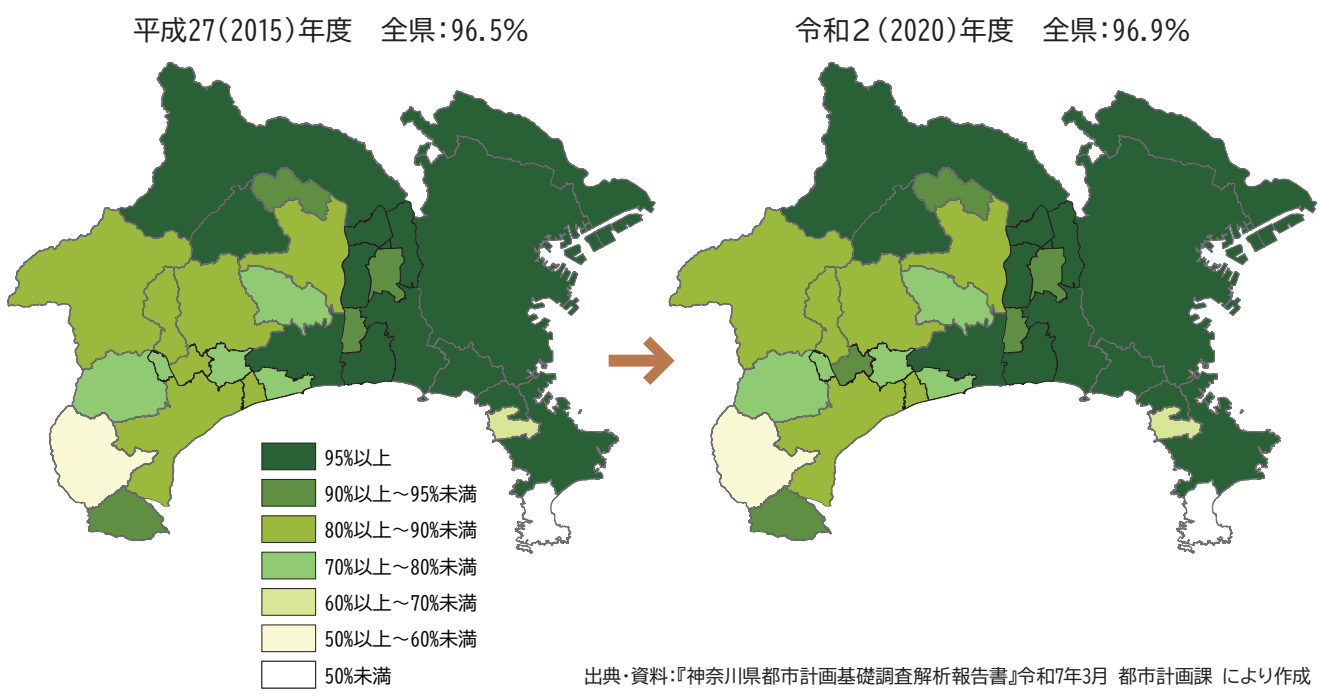 平成27(2015)年度　全県:96.5%
令和２(2020)年度　全県:96.9%
95%以上
90%以上～95%未満
80%以上～90%未満
70%以上～80%未満
60%以上～70%未満
50%以上～60%未満
50%未満
出典・資料:『神奈川県都市計画基礎調査解析報告書』令和7年3月 都市計画課 により作成